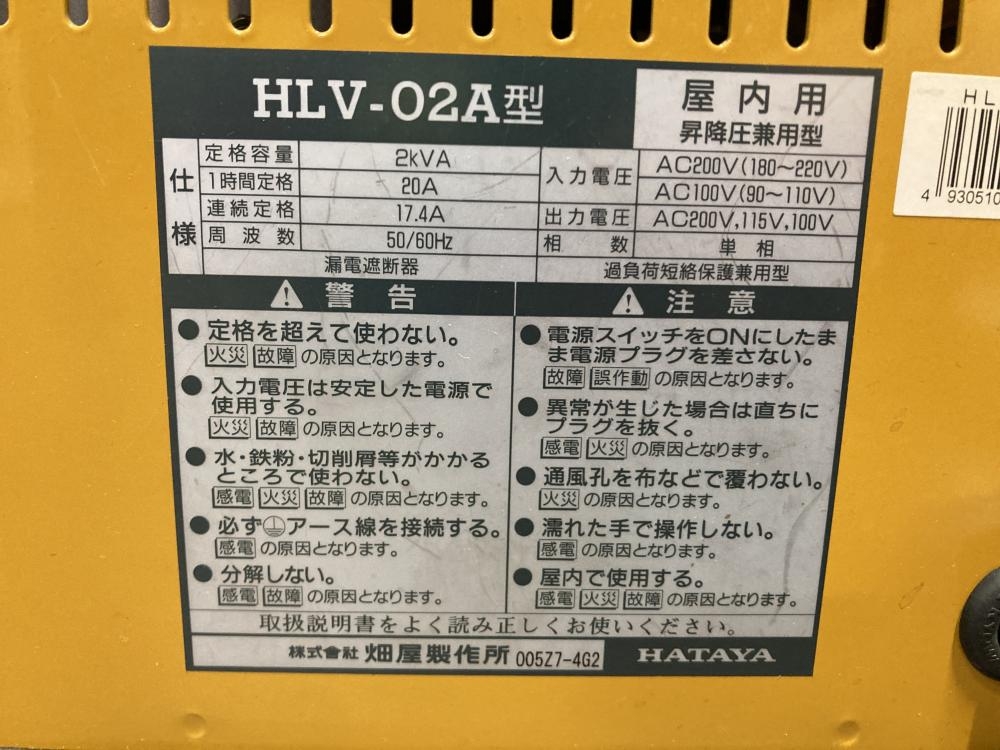 HLV-02A型
屋内用
昇降圧兼用型
仕様
定格容量 2kVA
1時間定格 20A
連続定格 17.4A
周波数 50/60Hz
入力電圧 AC200V(180～220V)
AC100V(90～110V)
出力電圧 AC200V,115V,100V
相数 単相
漏電遮断器 過負荷短絡保護兼用型
警告
●定格を超えて使わない。
火災 故障 の原因となります。
●入力電圧は安定した電源で
使用する。
火災 故障 の原因となります。
●水・鉄粉・切削屑等がかかる
ところで使わない。
感電 火災 故障 の原因となります。
●必ずアース線を接続する。
感電 の原因となります。
●分解しない。
感電 故障 の原因となります。
注意
●電源スイッチをONにしたま
ま電源プラグを差さない。
故障 誤作動 の原因となります。
●異常が生じた場合は直ちに
プラグを抜く。
感電 火災 の原因となります。
●通風孔を布などで覆わない。
火災 の原因となります。
●濡れた手で操作しない。
感電 の原因となります。
●屋内で使用する。
感電 火災 故障 の原因となります。
取扱説明書をよく読み正しくお使いください。
株式會社 畑屋製作所 005Z7-4G2 HATAYA
HL
4 930510